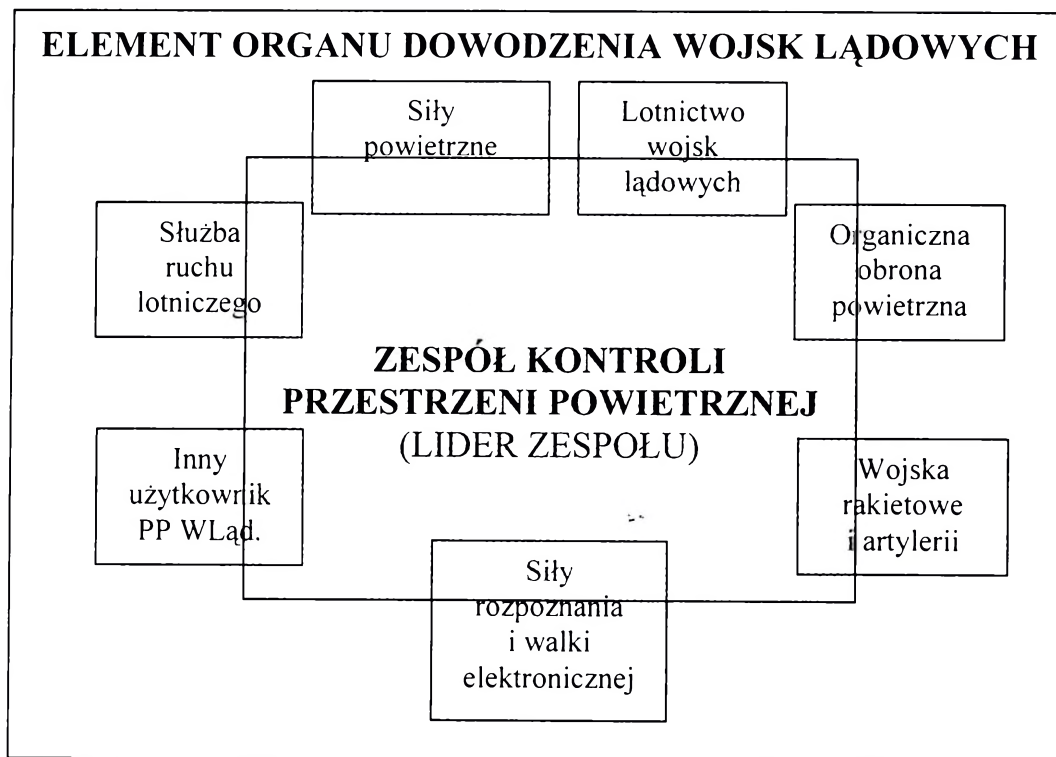 ELEMENT ORGANU DOWODZENIA WOJSK LĄDOWYCH
Siły
powietrzne
Lotnictwo
wojsk
lądowych
Służba
ruchu
lotniczego
Organiczna
obrona
powietrzna
ZESPÓŁ KONTROLI
PRZESTRZENI POWIETRZNEJ
(LIDER ZESPOŁU)
Inny
użytkownik
PP WLąd.
Wojska
rakietowe
i artylerii
Siły
rozpoznania
i walki
elektronicznej